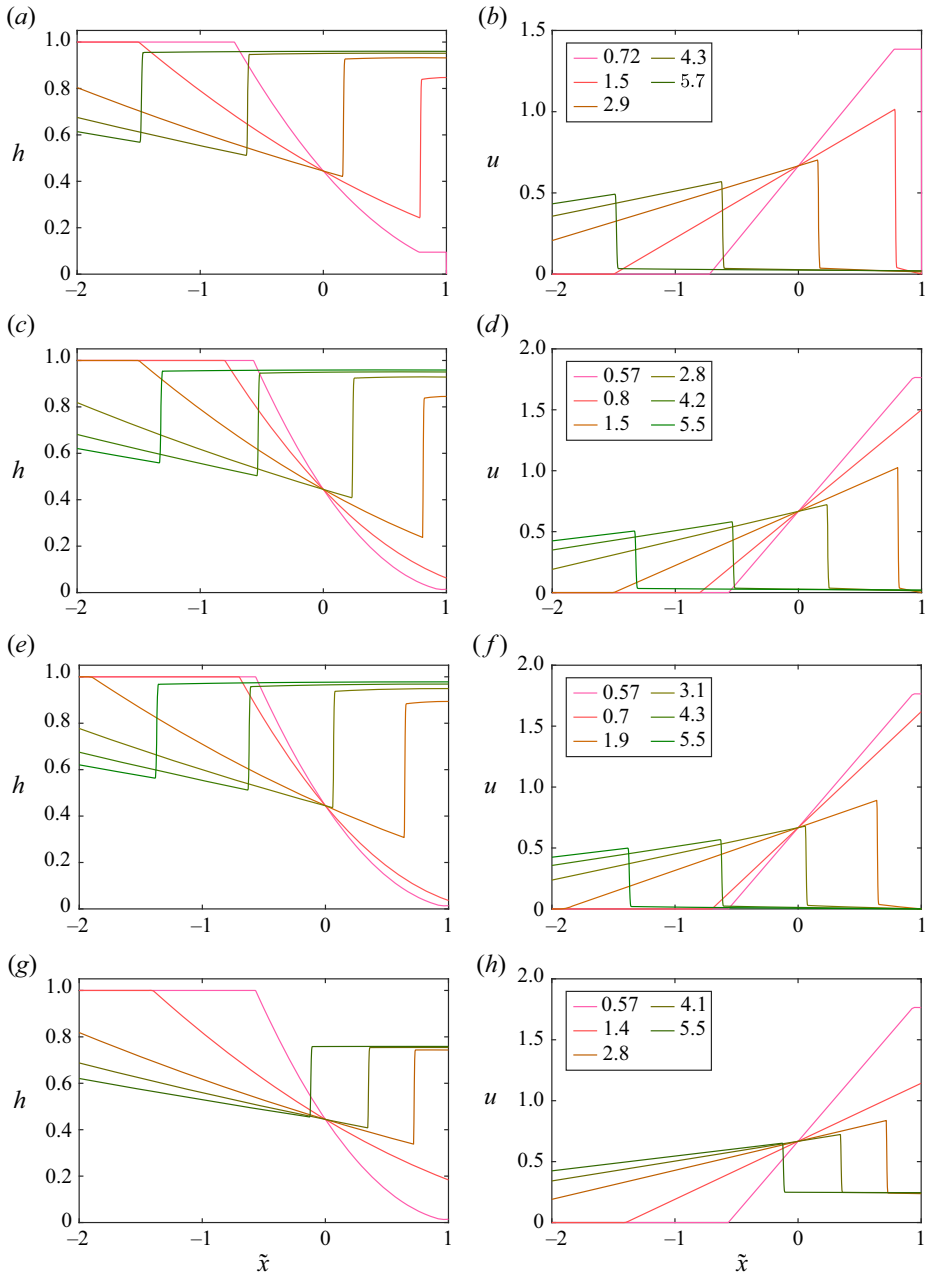 (a) (b)
1.0 0.8 0.6 0.4 0.2 0
h
−2 −1 0 1
1.5 1.0 0.5 0
u
0.72 4.3
1.5 5.7
2.9
−2 −1 0 1
(c) (d)
1.0 0.8 0.6 0.4 0.2 0
h
−2 −1 0 1
2.0 1.5 1.0 0.5 0
u
0.57 2.8
0.8 4.2
1.5 5.5
−2 −1 0 1
(e) (f)
1.0 0.8 0.6 0.4 0.2 0
h
−2 −1 0 1
2.0 1.5 1.0 0.5 0
u
0.57 3.1
0.7 4.3
1.9 5.5
−2 −1 0 1
(g) (h)
1.0 0.8 0.6 0.4 0.2 0
h
−2 −1 0 1
x̃
2.0 1.5 1.0 0.5 0
u
0.57 4.1
1.4 5.5
2.8
−2 −1 0 1
x̃